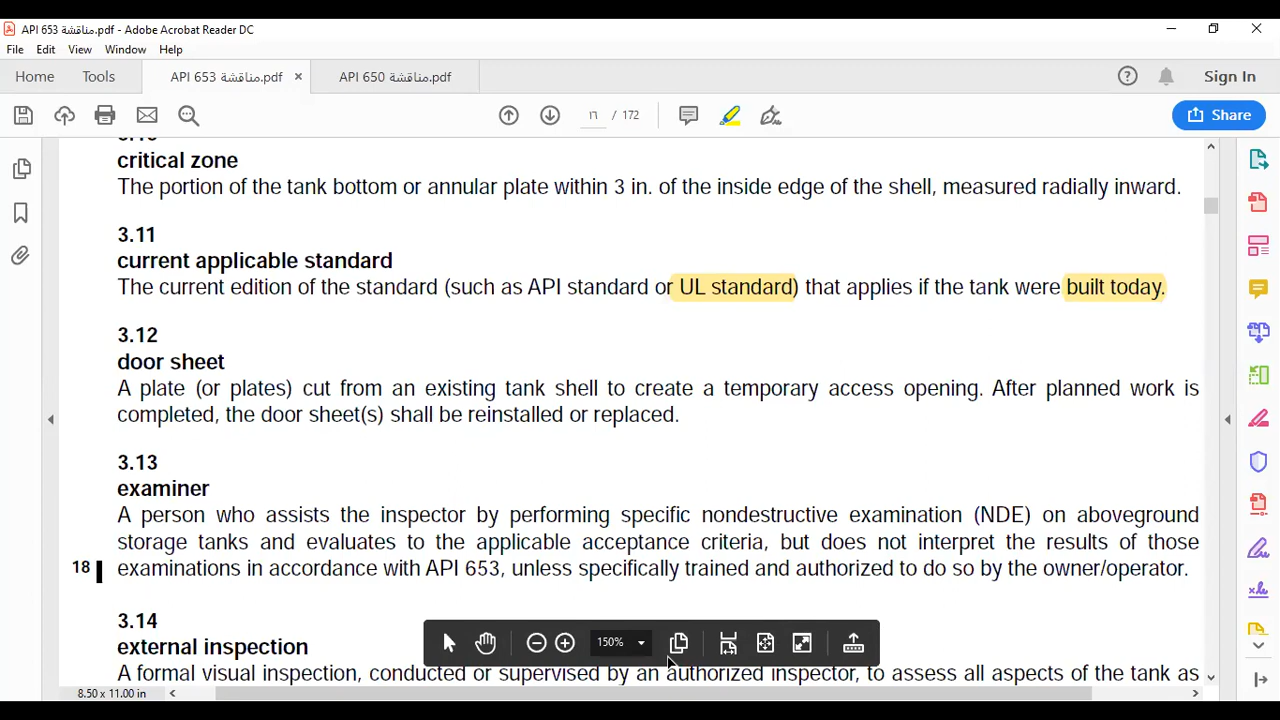 API 653 مناقشة.pdf - Adobe Acrobat Reader DC
File Edit View Window Help
Home Tools API 653 مناقشة.pdf × API 650 مناقشة.pdf Sign In
١٦ / 172 Share
critical zone
The portion of the tank bottom or annular plate within 3 in. of the inside edge of the shell, measured radially inward.
3.11
current applicable standard
The current edition of the standard (such as API standard or UL standard) that applies if the tank were built today.
3.12
door sheet
A plate (or plates) cut from an existing tank shell to create a temporary access opening. After planned work is
completed, the door sheet(s) shall be reinstalled or replaced.
3.13
examiner
A person who assists the inspector by performing specific nondestructive examination (NDE) on aboveground
storage tanks and evaluates to the applicable acceptance criteria, but does not interpret the results of those
18 examinations in accordance with API 653, unless specifically trained and authorized to do so by the owner/operator.
3.14
external inspection
150%
A formal visual inspection, conducted or supervised by an authorized inspector, to assess all aspects of the tank as
8.50 x 11.00 in